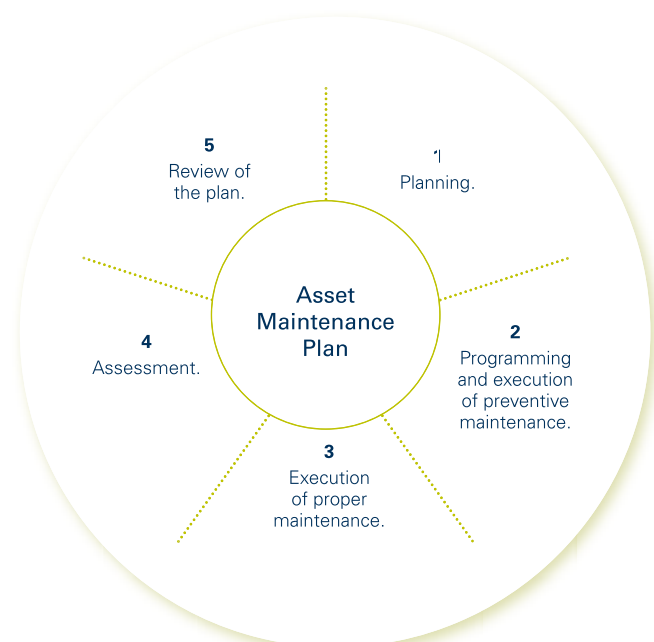 1
Planning.
2
Programming
and execution
of preventive
maintenance.
3
Execution
of proper
maintenance.
4
Assessment.
5
Review of
the plan.
Asset
Maintenance
Plan